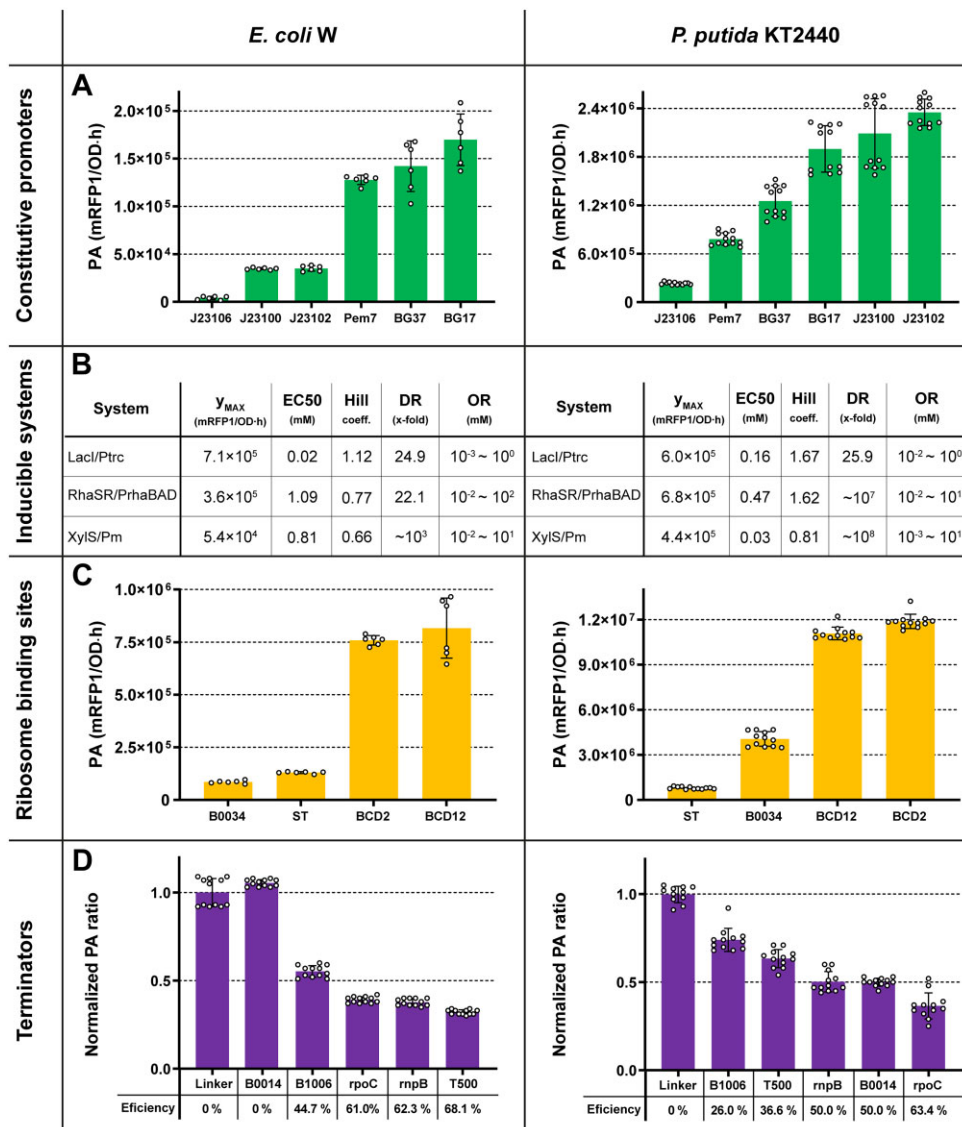 E. coli W
P. putida KT2440
Constitutive promoters
A
PA (mRFP1/OD·h)
2.0×10⁵
1.5×10⁵
1.0×10⁵
5.0×10⁴
0
J23106 J23100 J23102 Pem7 BG37 BG17
PA (mRFP1/OD·h)
2.4×10⁶
1.8×10⁶
1.2×10⁶
6.0×10⁵
0
J23106 Pem7 BG37 BG17 J23100 J23102
Inducible systems
B
System yMAX (mRFP1/OD·h) EC50 (mM) Hill coeff. DR (x-fold) OR (mM)
LacI/Ptrc 7.1×10⁵ 0.02 1.12 24.9 10⁻³ ~ 10⁰
RhaSR/PrhaBAD 3.6×10⁵ 1.09 0.77 22.1 10⁻² ~ 10²
XylS/Pm 5.4×10⁴ 0.81 0.66 ~10³ 10⁻² ~ 10¹
System yMAX (mRFP1/OD·h) EC50 (mM) Hill coeff. DR (x-fold) OR (mM)
LacI/Ptrc 6.0×10⁵ 0.16 1.67 25.9 10⁻² ~ 10⁰
RhaSR/PrhaBAD 6.8×10⁵ 0.47 1.62 ~10⁷ 10⁻² ~ 10¹
XylS/Pm 4.4×10⁵ 0.03 0.81 ~10⁸ 10⁻³ ~ 10¹
Ribosome binding sites
C
PA (mRFP1/OD·h)
1.0×10⁶
7.5×10⁵
5.0×10⁵
2.5×10⁵
0
B0034 ST BCD2 BCD12
PA (mRFP1/OD·h)
1.2×10⁷
9.0×10⁶
6.0×10⁶
3.0×10⁶
0
ST B0034 BCD12 BCD2
Terminators
D
Normalized PA ratio
1.0
0.5
0.0
Linker B0014 B1006 rpoC rnpB T500
Eficiency 0 % 0 % 44.7 % 61.0% 62.3 % 68.1 %
Normalized PA ratio
1.0
0.5
0.0
Linker B1006 T500 rnpB B0014 rpoC
Eficiency 0 % 26.0 % 36.6 % 50.0 % 50.0 % 63.4 %